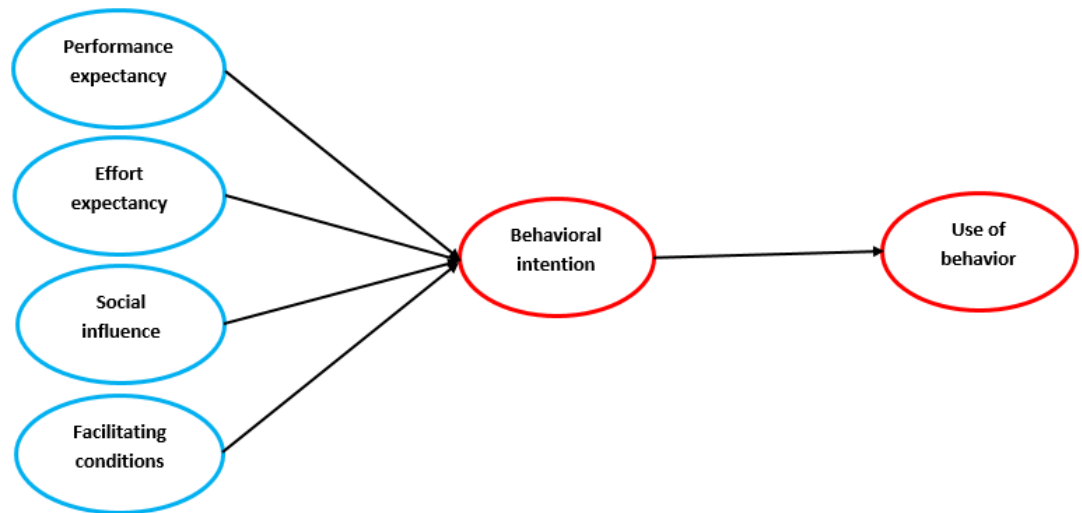 Performance
expectancy
Effort
expectancy
Social
influence
Facilitating
conditions
Behavioral
intention
Use of
behavior